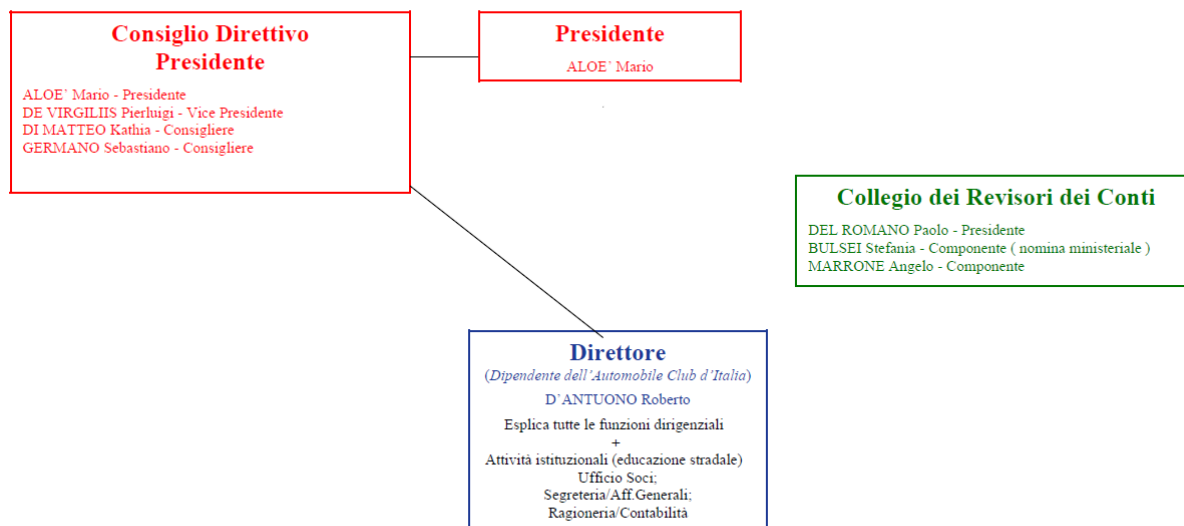 Consiglio Direttivo
Presidente
ALOE' Mario - Presidente
DE VIRGILIIS Pierluigi - Vice Presidente
DI MATTEO Kathia - Consigliere
GERMANO Sebastiano - Consigliere
Presidente
ALOE' Mario
Collegio dei Revisori dei Conti
DEL ROMANO Paolo - Presidente
BULSEI Stefania - Componente ( nomina ministeriale )
MARRONE Angelo - Componente
Direttore
(Dipendente dell'Automobile Club d'Italia)
D'ANTUONO Roberto
Esplica tutte le funzioni dirigenziali
+
Attività istituzionali (educazione stradale)
Ufficio Soci;
Segreteria/Aff.Generali;
Ragioneria/Contabilità